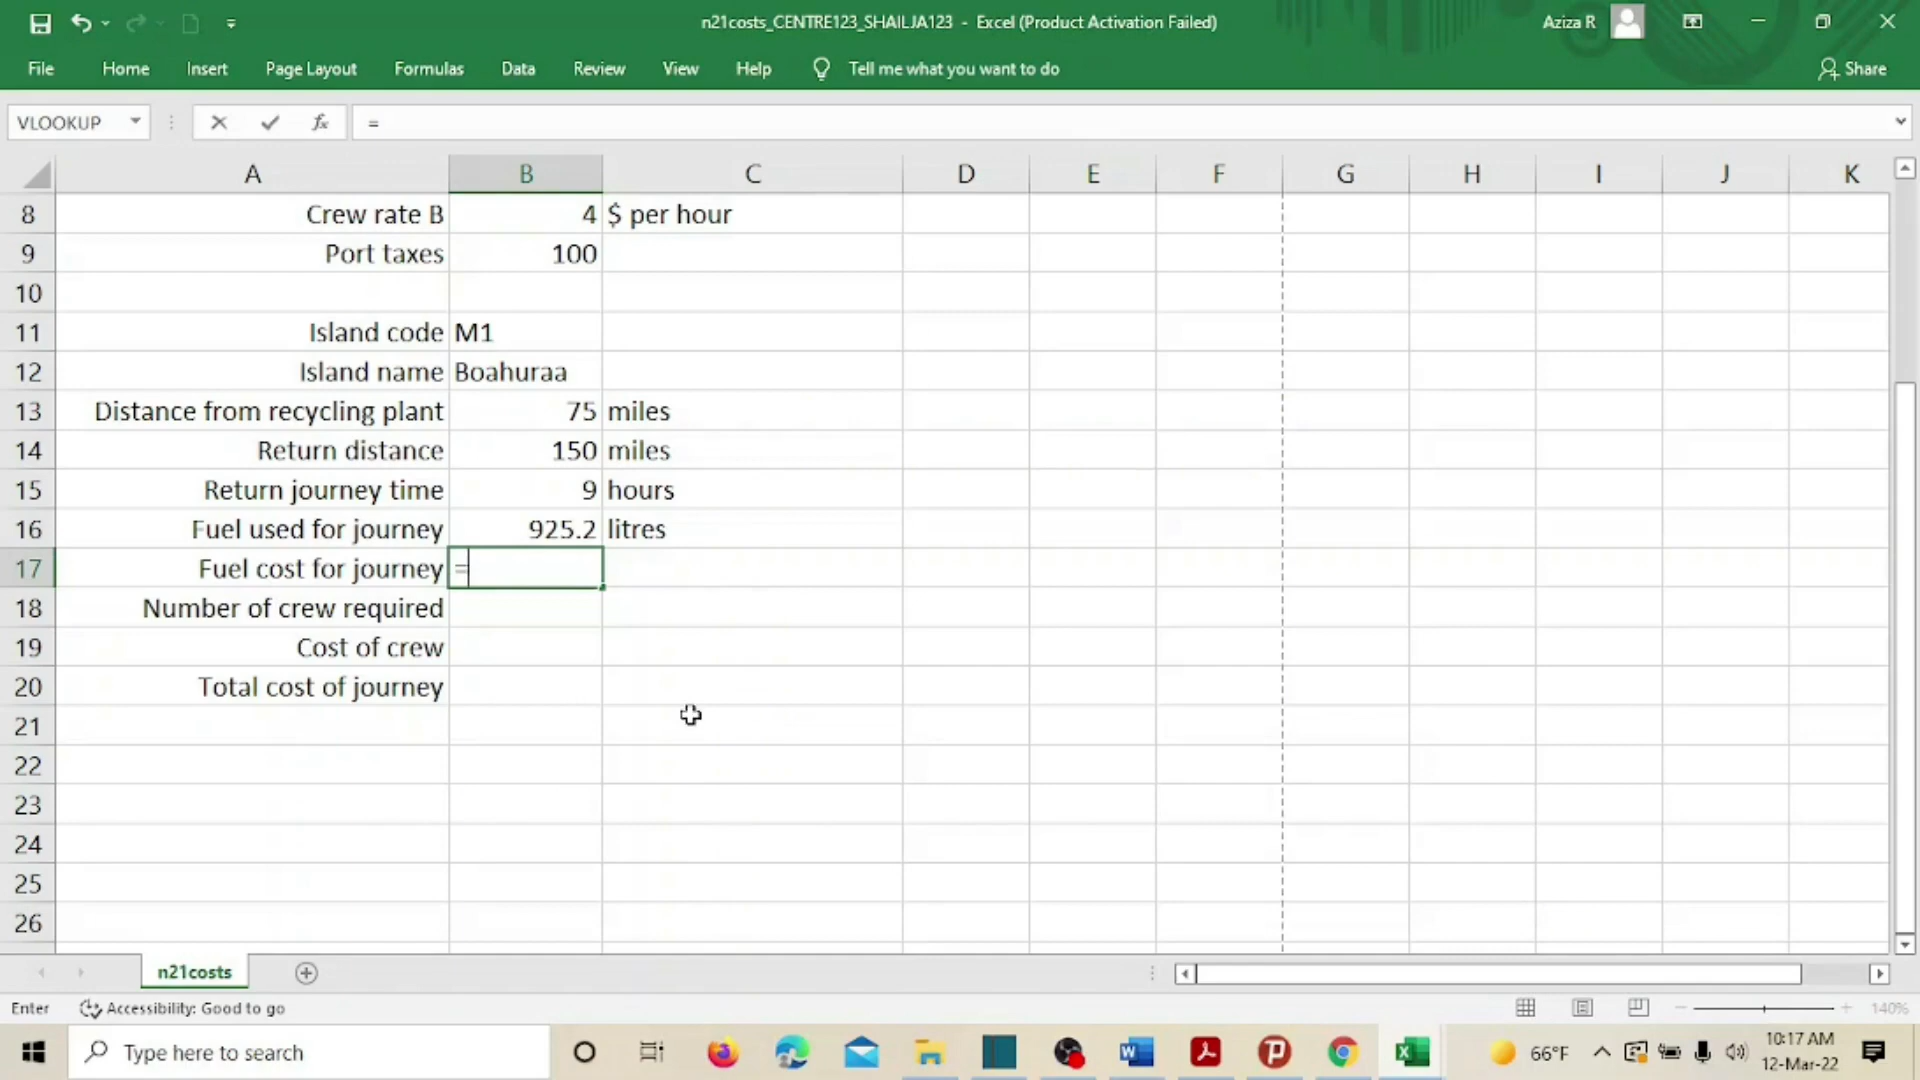 n21costs_CENTRE123_SHAILJA123 - Excel (Product Activation Failed)
Aziza R
File Home Insert Page Layout Formulas Data Review View Help Tell me what you want to do Share
VLOOKUP fx =
A B C D E F G H I J K
8 Crew rate B 4 $ per hour
9 Port taxes 100
10
11 Island code M1
12 Island name Boahuraa
13 Distance from recycling plant 75 miles
14 Return distance 150 miles
15 Return journey time 9 hours
16 Fuel used for journey 925.2 litres
17 Fuel cost for journey =
18 Number of crew required
19 Cost of crew
20 Total cost of journey
21
22
23
24
25
26
n21costs
Enter Accessibility: Good to go 140%
Type here to search 66°F 10:17 AM
12-Mar-22